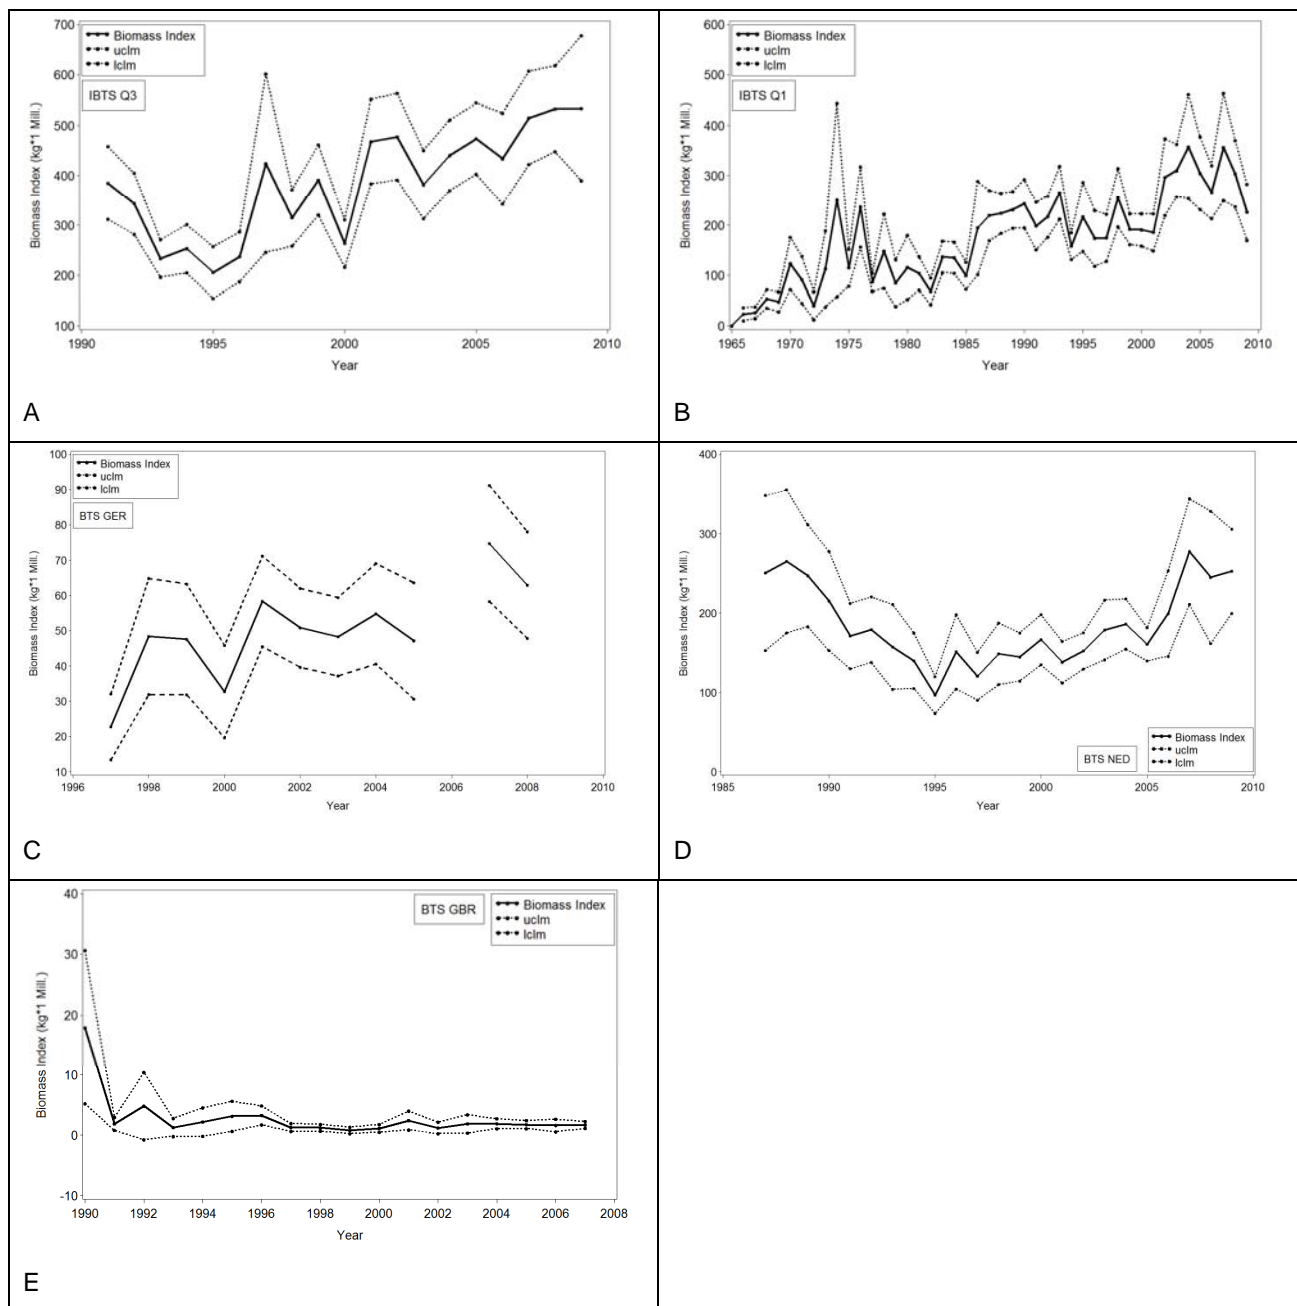 700
600
500
400
300
200
100
Biomass Index (kg*1 Mill.)
Biomass Index
uclm
lclm
IBTS Q3
1990
1995
2000
2005
2010
Year
A
600
500
400
300
200
100
0
Biomass Index (kg*1 Mill.)
Biomass Index
uclm
lclm
IBTS Q1
1965
1970
1975
1980
1985
1990
1995
2000
2005
2010
Year
B
100
90
80
70
60
50
40
30
20
10
Biomass Index (kg*1 Mill.)
Biomass Index
uclm
lclm
BTS GER
1996
1998
2000
2002
2004
2006
2008
2010
Year
C
400
300
200
100
0
Biomass Index (kg*1 Mill.)
BTS NED
Biomass Index
uclm
lclm
1985
1990
1995
2000
2005
2010
Year
D
40
30
20
10
0
-10
Biomass Index (kg*1 Mill.)
BTS GBR
Biomass Index
uclm
lclm
1990
1992
1994
1996
1998
2000
2002
2004
2006
2008
Year
E